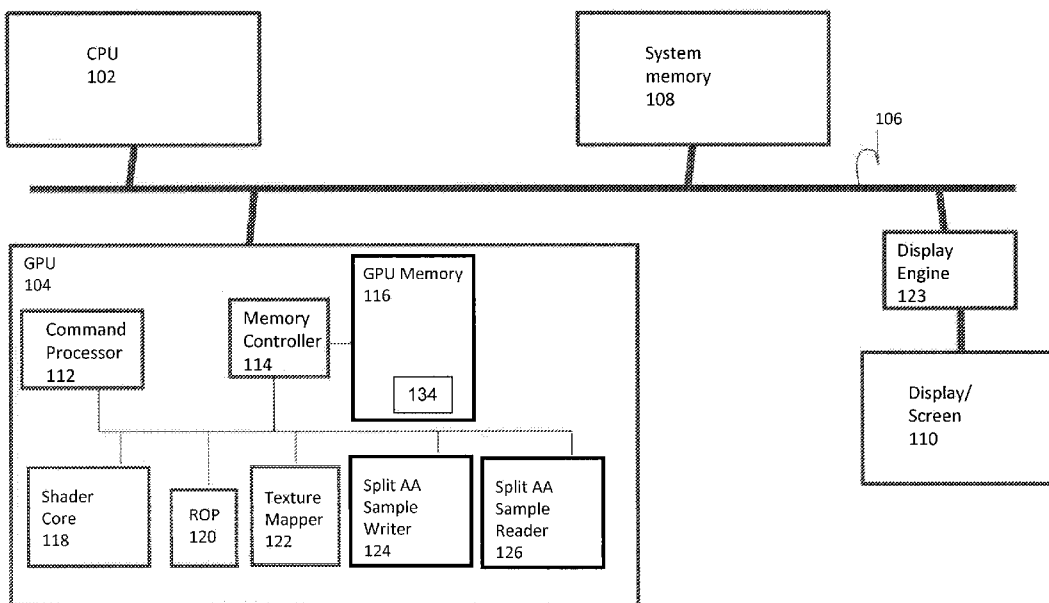 CPU
102
System
memory
108
106
GPU
104
GPU Memory
116
134
Command
Processor
112
Memory
Controller
114
Display
Engine
123
Display/
Screen
110
Shader
Core
118
ROP
120
Texture
Mapper
122
Split AA
Sample
Writer
124
Split AA
Sample
Reader
126